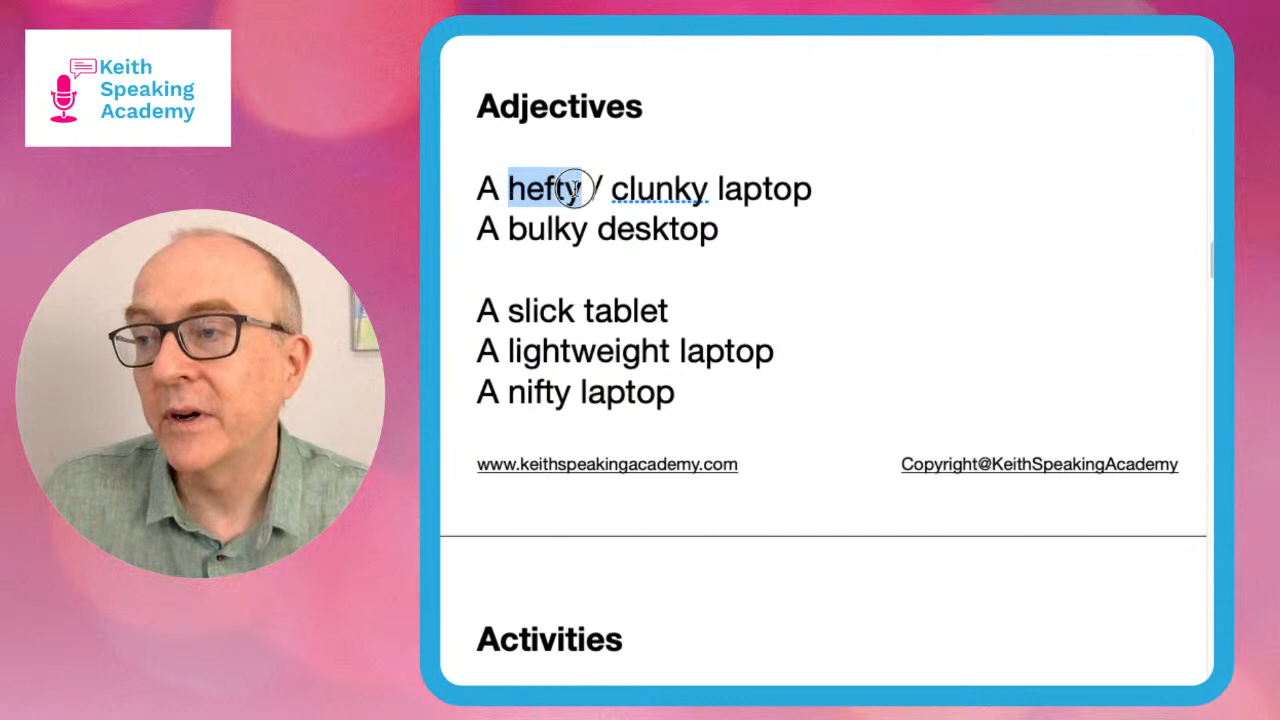 Keith
Speaking
Academy
Adjectives
A hefty / clunky laptop
A bulky desktop
A slick tablet
A lightweight laptop
A nifty laptop
www.keithspeakingacademy.com
Copyright@KeithSpeakingAcademy
Activities